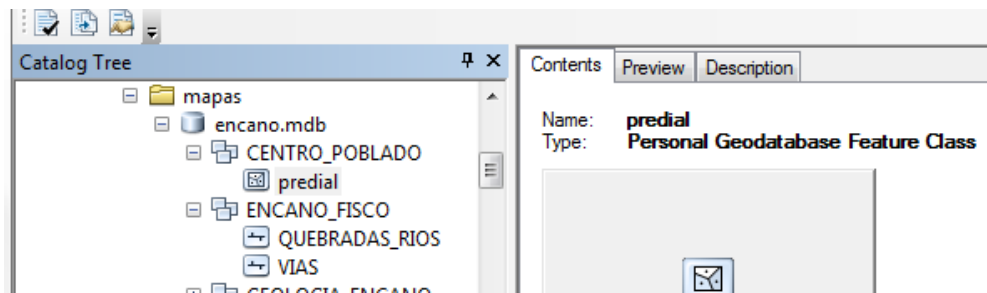 Catalog Tree
mapas
encano.mdb
CENTRO_POBLADO
predial
ENCANO_FISCO
QUEBRADAS_RIOS
VIAS
GEOLOGIA_ENCANO
Contents Preview Description
Name: predial
Type: Personal Geodatabase Feature Class